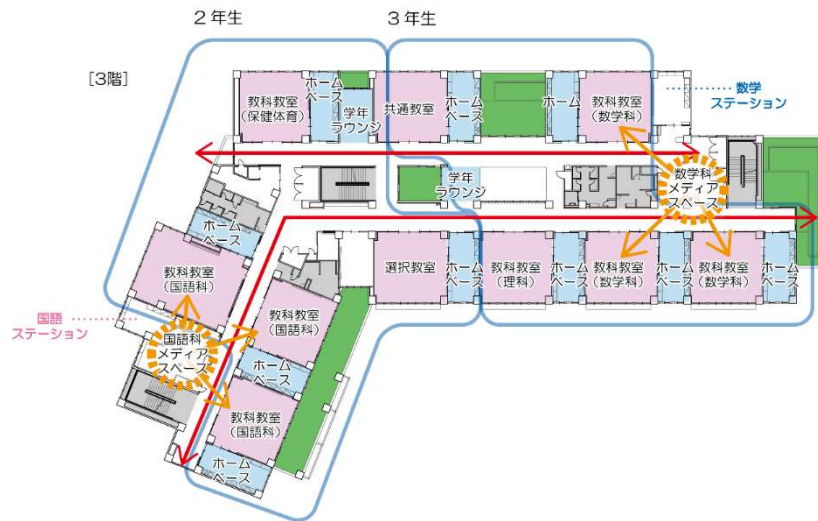 2年生
3年生
[3階]
教科教室
(保健体育)
ホーム
ベース
学年
ラウンジ
共通教室
ホーム
ベース
ホーム
教科教室
(数学科)
数学
ステーション
学年
ラウンジ
数学科
メディア
スペース
ホーム
ベース
教科教室
(国語科)
選択教室
ホーム
ベース
教科教室
(理科)
ホーム
ベース
教科教室
(数学科)
ホーム
ベース
教科教室
(数学科)
ホーム
ベース
国語
ステーション
国語科
メディア
スペース
教科教室
(国語科)
ホーム
ベース
教科教室
(国語科)
ホーム
ベース